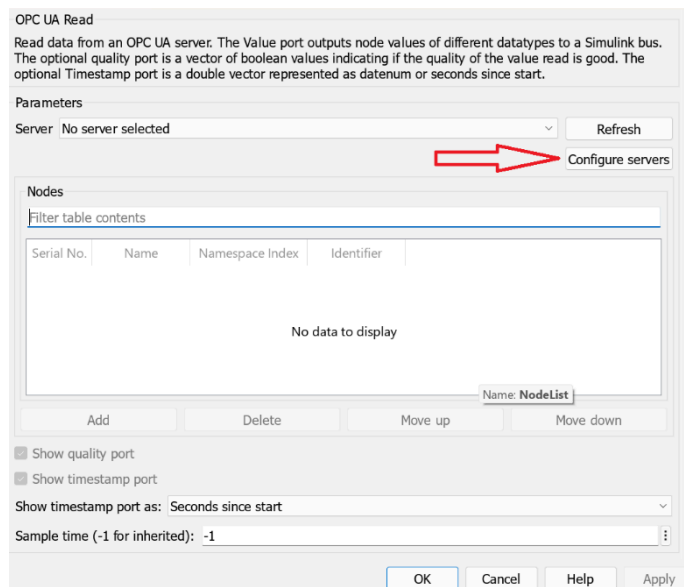 OPC UA Read
Read data from an OPC UA server. The Value port outputs node values of different datatypes to a Simulink bus.
The optional quality port is a vector of boolean values indicating if the quality of the value read is good. The
optional Timestamp port is a double vector represented as datenum or seconds since start.
Parameters
Server No server selected Refresh
Configure servers
Nodes
Filter table contents
Serial No. Name Namespace Index Identifier
No data to display
Name: NodeList
Add Delete Move up Move down
Show quality port
Show timestamp port
Show timestamp port as: Seconds since start
Sample time (-1 for inherited): -1
OK Cancel Help Apply